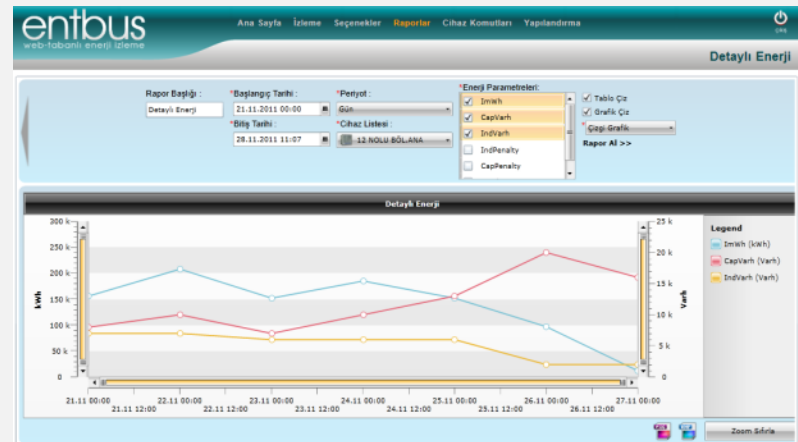 entbus
web-tabanlı enerji izleme
Ana Sayfa İzleme Seçenekler Raporlar Cihaz Komutları Yapılandırma
Detaylı Enerji
Rapor Başlığı :
Detaylı Enerji
*Başlangıç Tarihi :
21.11.2011 00:00
*Bitiş Tarihi :
28.11.2011 11:07
*Periyot :
Gün
*Cihaz Listesi :
12 NOLU BÖL.ANA
*Enerji Parametreleri:
ImWh
CapVarh
IndVarh
IndPenalty
CapPenalty
Tablo Çiz
Grafik Çiz
* Çizgi Grafik
Rapor Al >>
Detaylı Enerji
300 k
250 k
200 k
150 k
100 k
50 k
0
kWh
25 k
20 k
15 k
10 k
5 k
0
Varh
21.11 00:00 22.11 00:00 23.11 00:00 24.11 00:00 25.11 00:00 26.11 00:00 27.11 00:00
21.11 12:00 22.11 12:00 23.11 12:00 24.11 12:00 25.11 12:00 26.11 12:00
Legend
ImWh (kWh)
CapVarh (Varh)
IndVarh (Varh)
Zoom Sıfırla